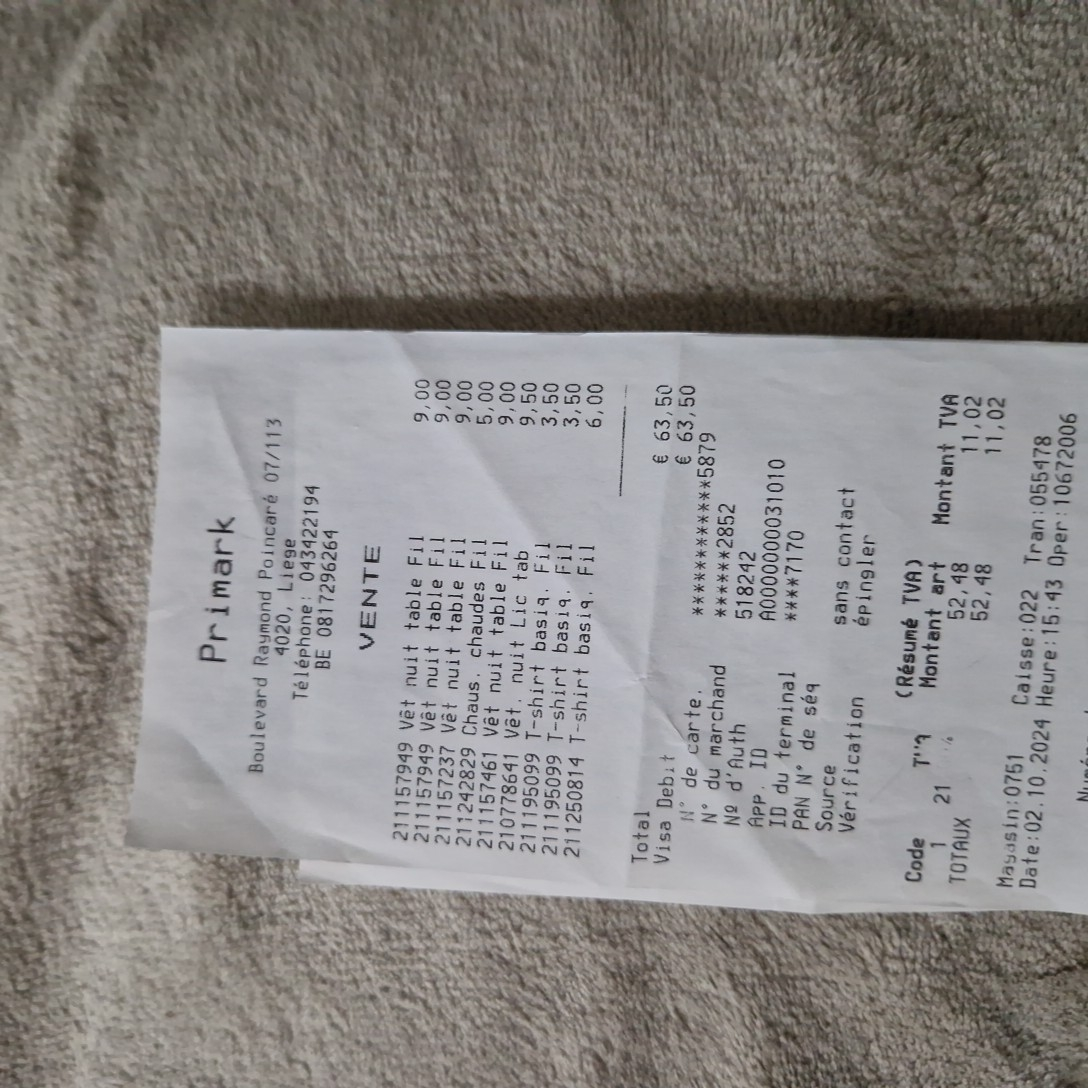 Primark
Boulevard Raymond Poincaré 07/113
4020, Liege
Téléphone: 043422194
BE 0817296264
VENTE
211157949 Vêt nuit table Fil 9,00
211157949 Vêt nuit table Fil 9,00
211157237 Vêt nuit table Fil 9,00
211242829 Chaus. chaudes Fil 5,00
211157461 Vêt nuit table Fil 9,00
210778641 Vêt. nuit Lic tab 9,50
211195099 T-shirt basiq. Fil 3,50
211195099 T-shirt basiq. Fil 3,50
211250814 T-shirt basiq. Fil 6,00
Total € 63,50
Visa Debit € 63,50
N° de carte. ************5879
N° du marchand ******2852
Nº d'Auth 518242
App. ID A0000000031010
ID du terminal ****7170
PAN N° de séq
Source sans contact
Vérification épingler
(Résumé TVA)
Code Montant art Montant TVA
1 21 52,48 11,02
TOTAUX 52,48 11,02
Magasin:0751 Caisse:022 Tran:055478
Date:02.10.2024 Heure:15:43 Oper:10672006